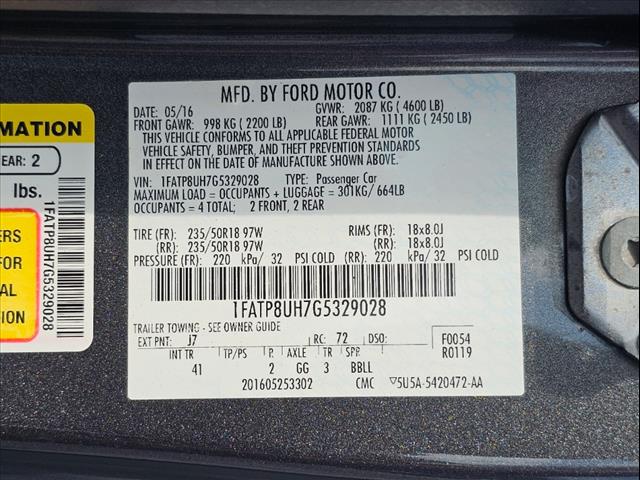 RMATION
EAR: 2
lbs.
ERS
FOR
AL
TION
1FATP8UH7G5329028
MFD. BY FORD MOTOR CO.
DATE: 05/16 GVWR: 2087 KG ( 4600 LB)
FRONT GAWR: 998 KG ( 2200 LB) REAR GAWR: 1111 KG ( 2450 LB)
THIS VEHICLE CONFORMS TO ALL APPLICABLE FEDERAL MOTOR
VEHICLE SAFETY, BUMPER, AND THEFT PREVENTION STANDARDS
IN EFFECT ON THE DATE OF MANUFACTURE SHOWN ABOVE.
VIN: 1FATP8UH7G5329028 TYPE: Passenger Car
MAXIMUM LOAD = OCCUPANTS + LUGGAGE = 301KG/ 664LB
OCCUPANTS = 4 TOTAL; 2 FRONT, 2 REAR
TIRE (FR): 235/50R18 97W RIMS (FR): 18x8.0J
(RR): 235/50R18 97W (RR): 18x8.0J
PRESSURE (FR): 220 kPa/ 32 PSI COLD (RR): 220 kPa/ 32 PSI COLD
1FATP8UH7G5329028
TRAILER TOWING - SEE OWNER GUIDE
EXT PNT: J7 RC: 72 DSO: F0054
INT TR TP/PS R AXLE TR SPR R0119
41 2 GG 3 BBLL
201605253302 CMC ▽5U5A-5420472-AA